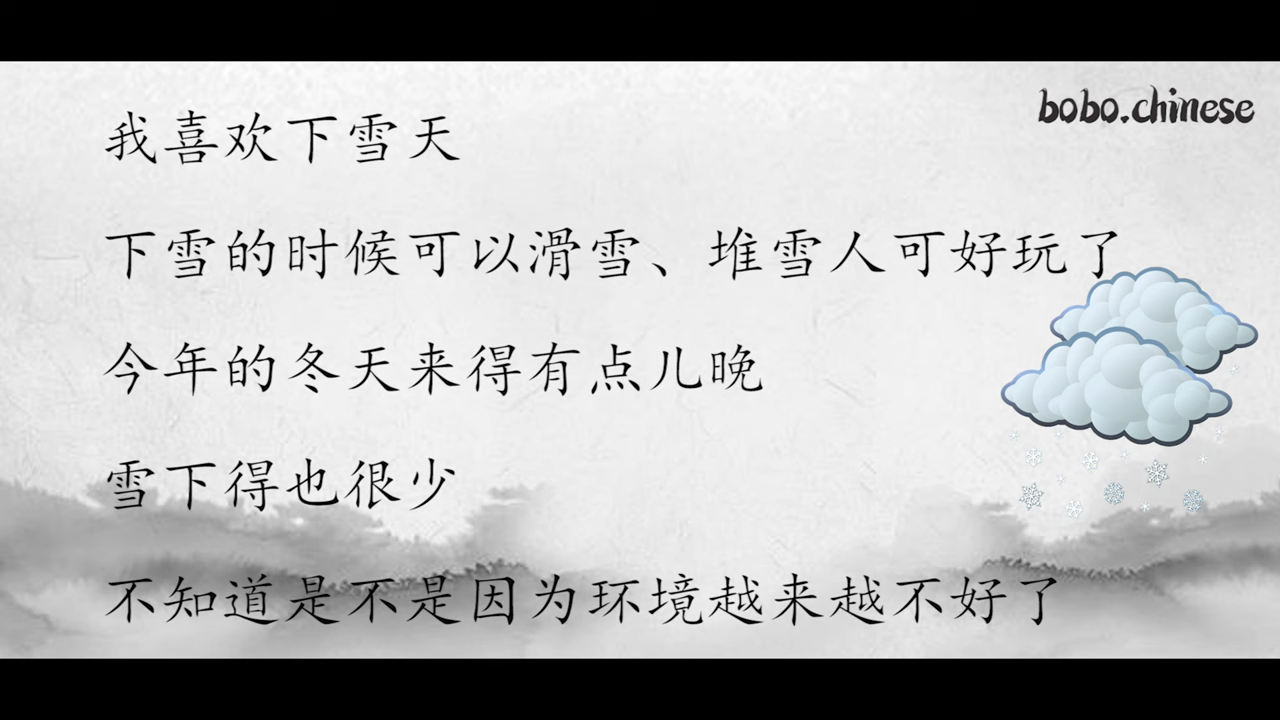 bobo.chinese
我喜欢下雪天
下雪的时候可以滑雪、堆雪人可好玩了
今年的冬天来得有点儿晚
雪下得也很少
不知道是不是因为环境越来越不好了